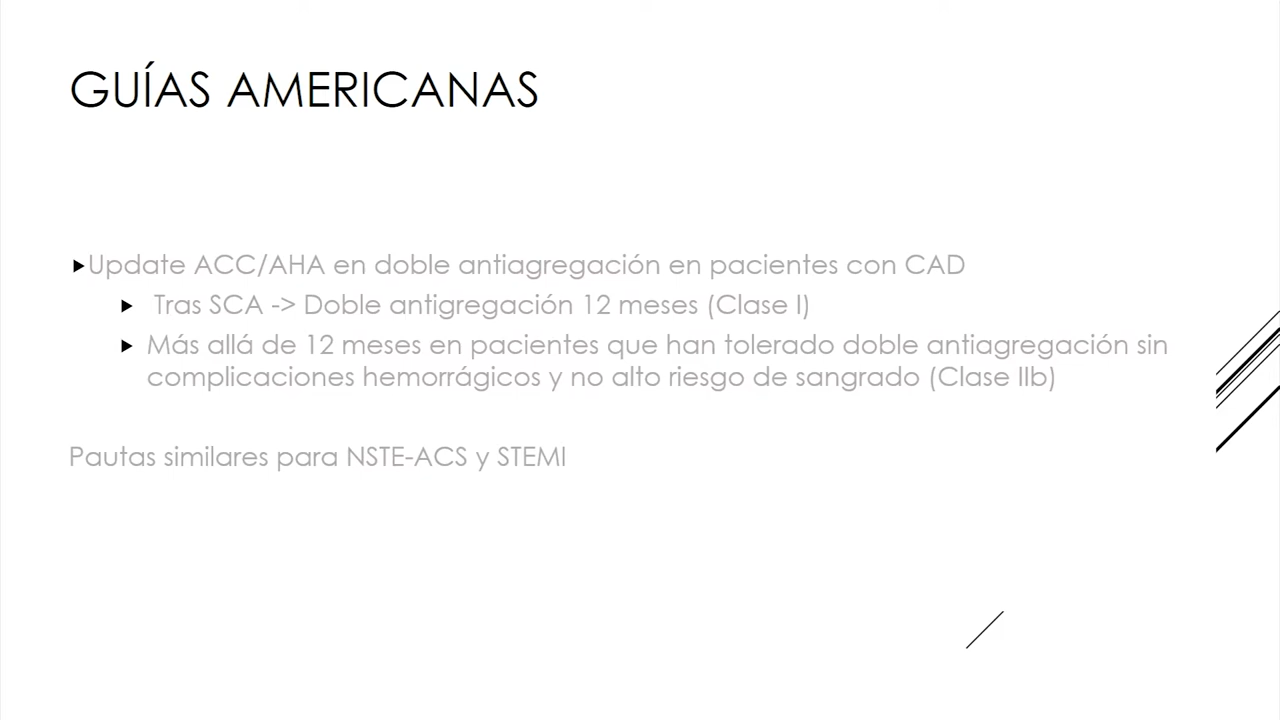 GUÍAS AMERICANAS
Update ACC/AHA en doble antiagregación en pacientes con CAD
Tras SCA -> Doble antigregación 12 meses (Clase I)
Más allá de 12 meses en pacientes que han tolerado doble antiagregación sin
complicaciones hemorrágicos y no alto riesgo de sangrado (Clase IIb)
Pautas similares para NSTE-ACS y STEMI